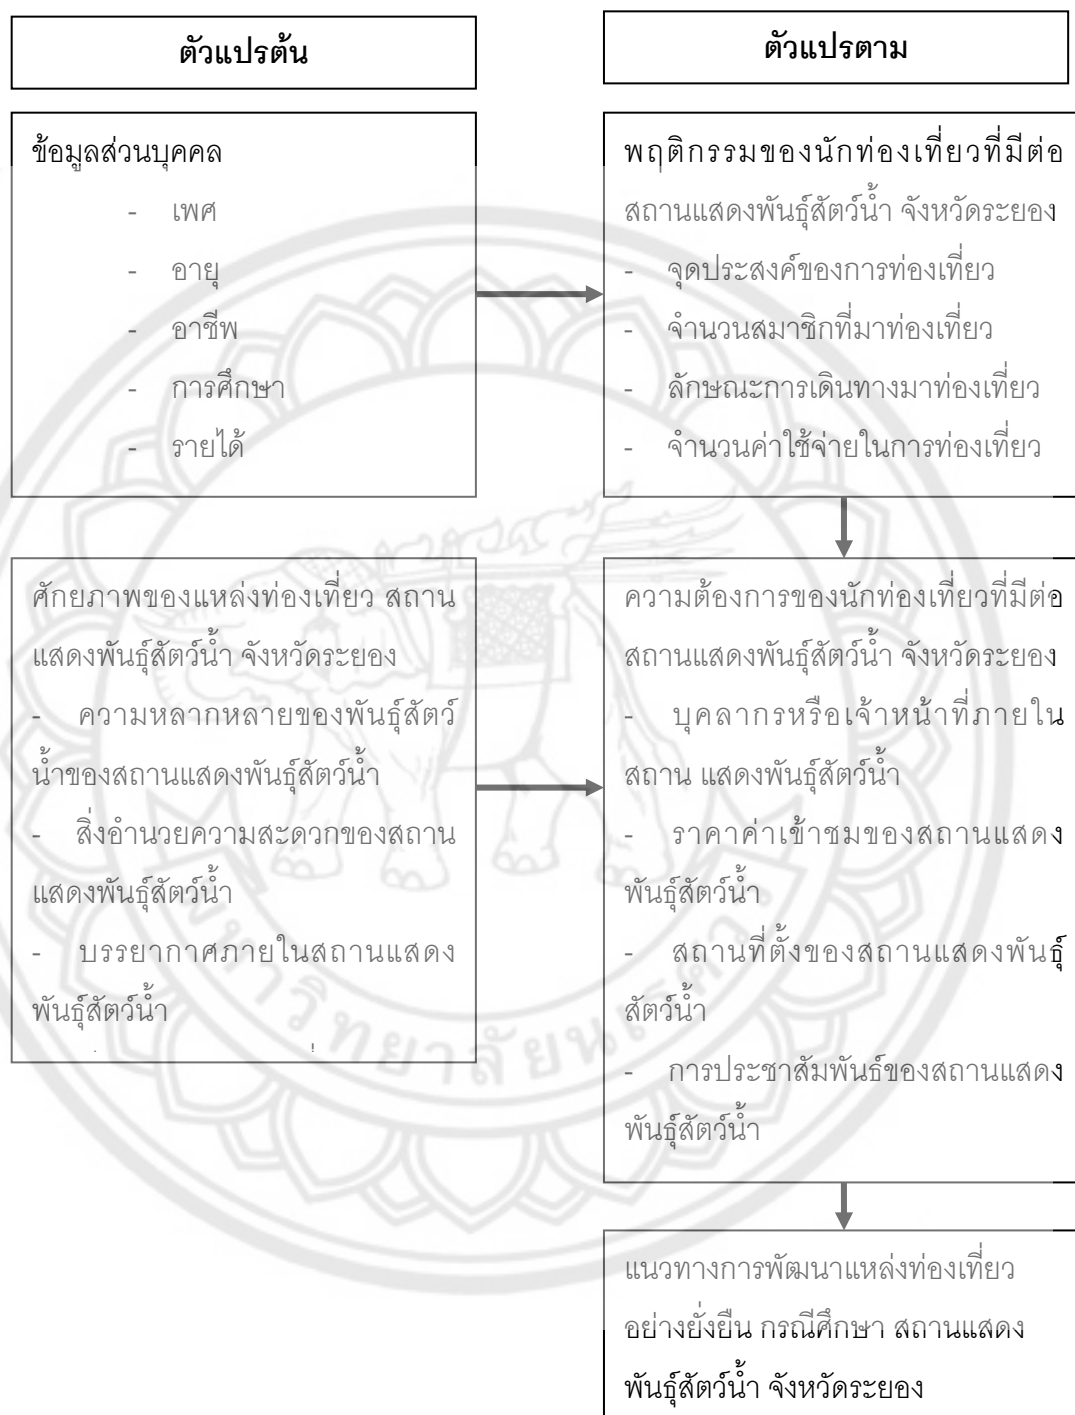 ตัวแปรต้น
ตัวแปรตาม
ข้อมูลส่วนบุคคล
- เพศ
- อายุ
- อาชีพ
- การศึกษา
- รายได้
พฤติกรรมของนักท่องเที่ยวที่มีต่อ
สถานแสดงพันธุ์สัตว์น้ำ จังหวัดระยอง
- จุดประสงค์ของการท่องเที่ยว
- จำนวนสมาชิกที่มาท่องเที่ยว
- ลักษณะการเดินทางมาท่องเที่ยว
- จำนวนค่าใช้จ่ายในการท่องเที่ยว
ศักยภาพของแหล่งท่องเที่ยว สถาน
แสดงพันธุ์สัตว์น้ำ จังหวัดระยอง
- ความหลากหลายของพันธุ์สัตว์
น้ำของสถานแสดงพันธุ์สัตว์น้ำ
- สิ่งอำนวยความสะดวกของสถาน
แสดงพันธุ์สัตว์น้ำ
- บรรยากาศภายในสถานแสดง
พันธุ์สัตว์น้ำ
ความต้องการของนักท่องเที่ยวที่มีต่อ
สถานแสดงพันธุ์สัตว์น้ำ จังหวัดระยอง
- บุคลากรหรือเจ้าหน้าที่ภายใน
สถาน แสดงพันธุ์สัตว์น้ำ
- ราคาค่าเข้าชมของสถานแสดง
พันธุ์สัตว์น้ำ
- สถานที่ตั้งของสถานแสดงพันธุ์
สัตว์น้ำ
- การประชาสัมพันธ์ของสถานแสดง
พันธุ์สัตว์น้ำ
แนวทางการพัฒนาแหล่งท่องเที่ยว
อย่างยั่งยืน กรณีศึกษา สถานแสดง
พันธุ์สัตว์น้ำ จังหวัดระยอง
มหาวิทยาลัยนเรศวร